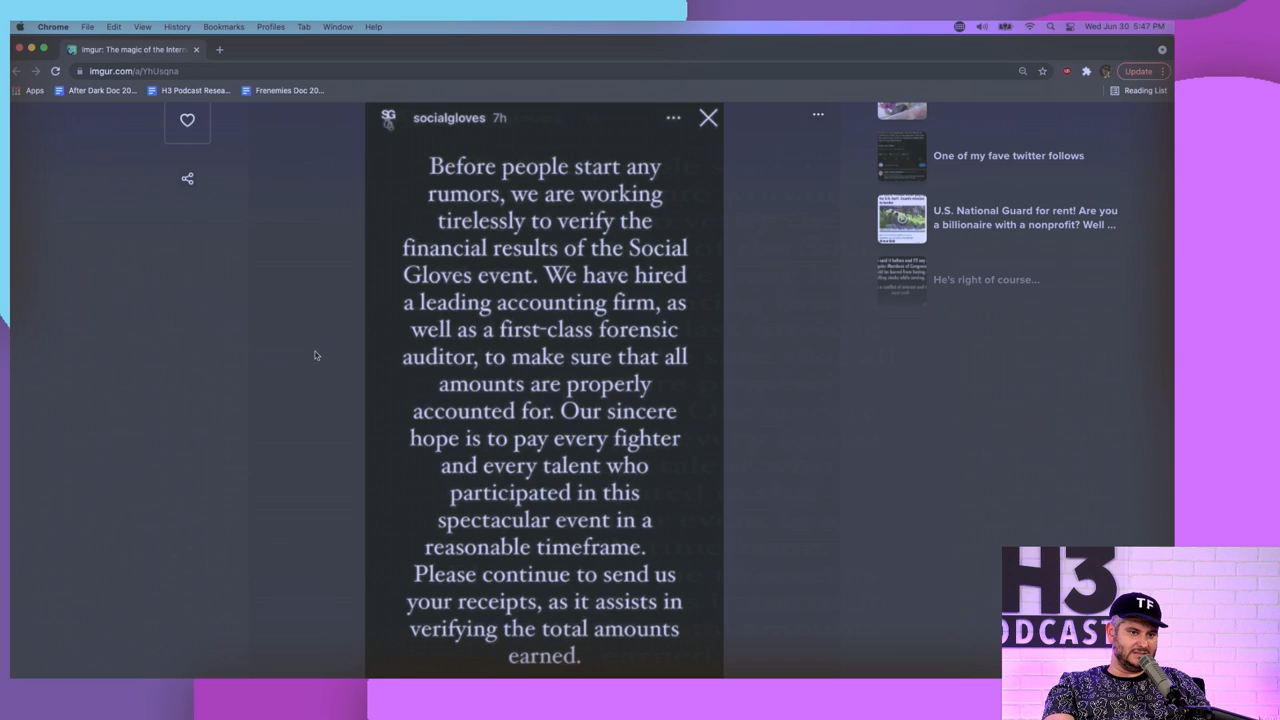 Chrome File Edit View History Bookmarks Profiles Tab Window Help Wed Jun 30 5:47 PM
Imgur: The magic of the Intern
imgur.com/a/YhUsqna Update
Apps After Dark Doc 20... H3 Podcast Resea... Frenemies Doc 20... Reading List
SG socialgloves 7h
Before people start any
rumors, we are working
tirelessly to verify the
financial results of the Social
Gloves event. We have hired
a leading accounting firm, as
well as a first-class forensic
auditor, to make sure that all
amounts are properly
accounted for. Our sincere
hope is to pay every fighter
and every talent who
participated in this
spectacular event in a
reasonable timeframe.
Please continue to send us
your receipts, as it assists in
verifying the total amounts
earned.
One of my fave twitter follows
U.S. National Guard for rent! Are you
a billionaire with a nonprofit? Well ...
He's right of course...
H3
PODCAST
TF